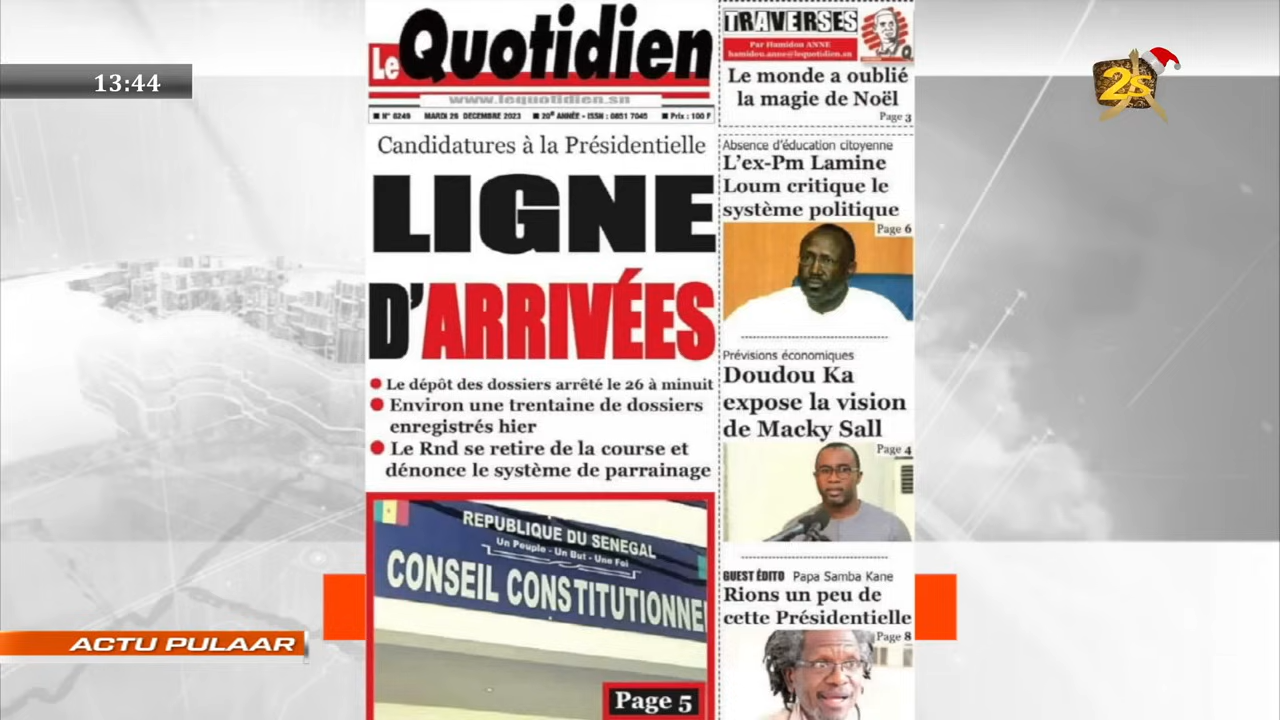 13:44
Le Quotidien
www.lequotidien.sn
N° 6249 MARDI 26 DECEMBRE 2023 20e ANNÉE - ISSN : 0851 7045 Prix : 100 F
Candidatures à la Présidentielle
LIGNE
D'ARRIVÉES
Le dépôt des dossiers arrêté le 26 à minuit
Environ une trentaine de dossiers
enregistrés hier
Le Rnd se retire de la course et
dénonce le système de parrainage
REPUBLIQUE DU SENEGAL
Un Peuple - Un But - Une Foi
CONSEIL CONSTITUTIONNE
Page 5
TRAVERSES
Par Hamidou ANNE
hamidou.anne@lequotidien.sn
Le monde a oublié
la magie de Noël
Page 3
Absence d'éducation citoyenne
L'ex-Pm Lamine
Loum critique le
système politique
Page 6
Prévisions économiques
Doudou Ka
expose la vision
de Macky Sall
Page 4
GUEST ÉDITO Papa Samba Kane
Rions un peu de
cette Présidentielle
Page 8
2S
ACTU PULAAR